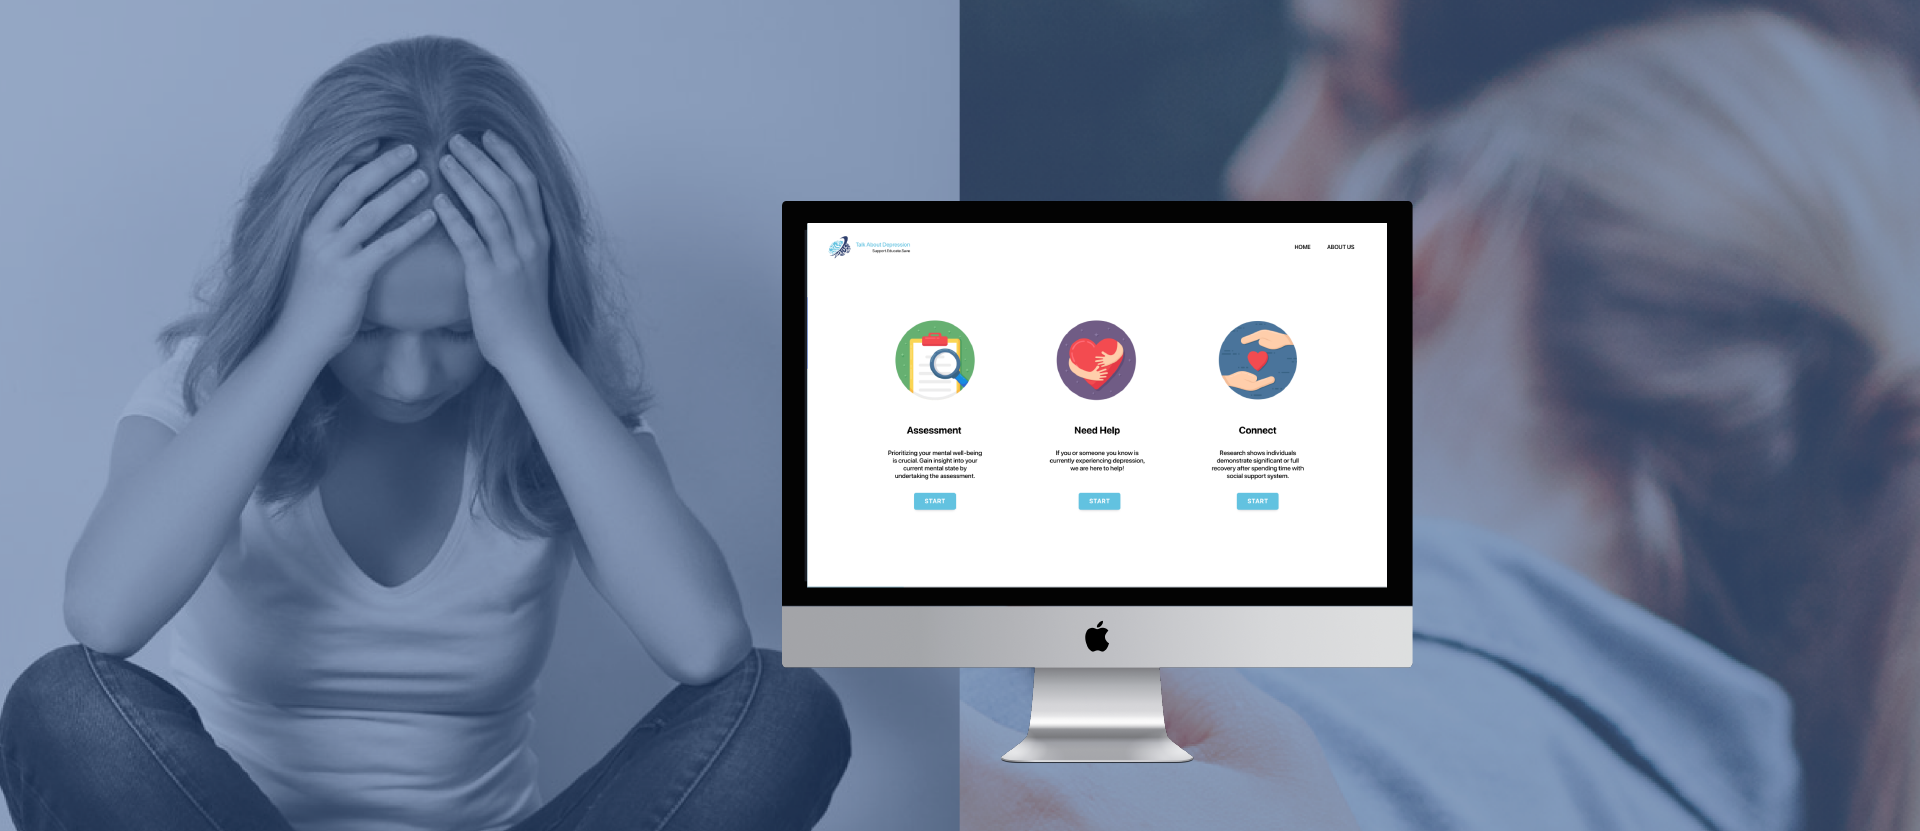 Talk About Depression
Support Educate Save
HOME
ABOUT US
Assessment
Prioritizing your mental well-being
is crucial. Gain insight into your
current mental state by
undertaking the assessment.
START
Need Help
If you or someone you know is
currently experiencing depression,
we are here to help!
START
Connect
Research shows individuals
demonstrate significant or full
recovery after spending time with
social support system.
START